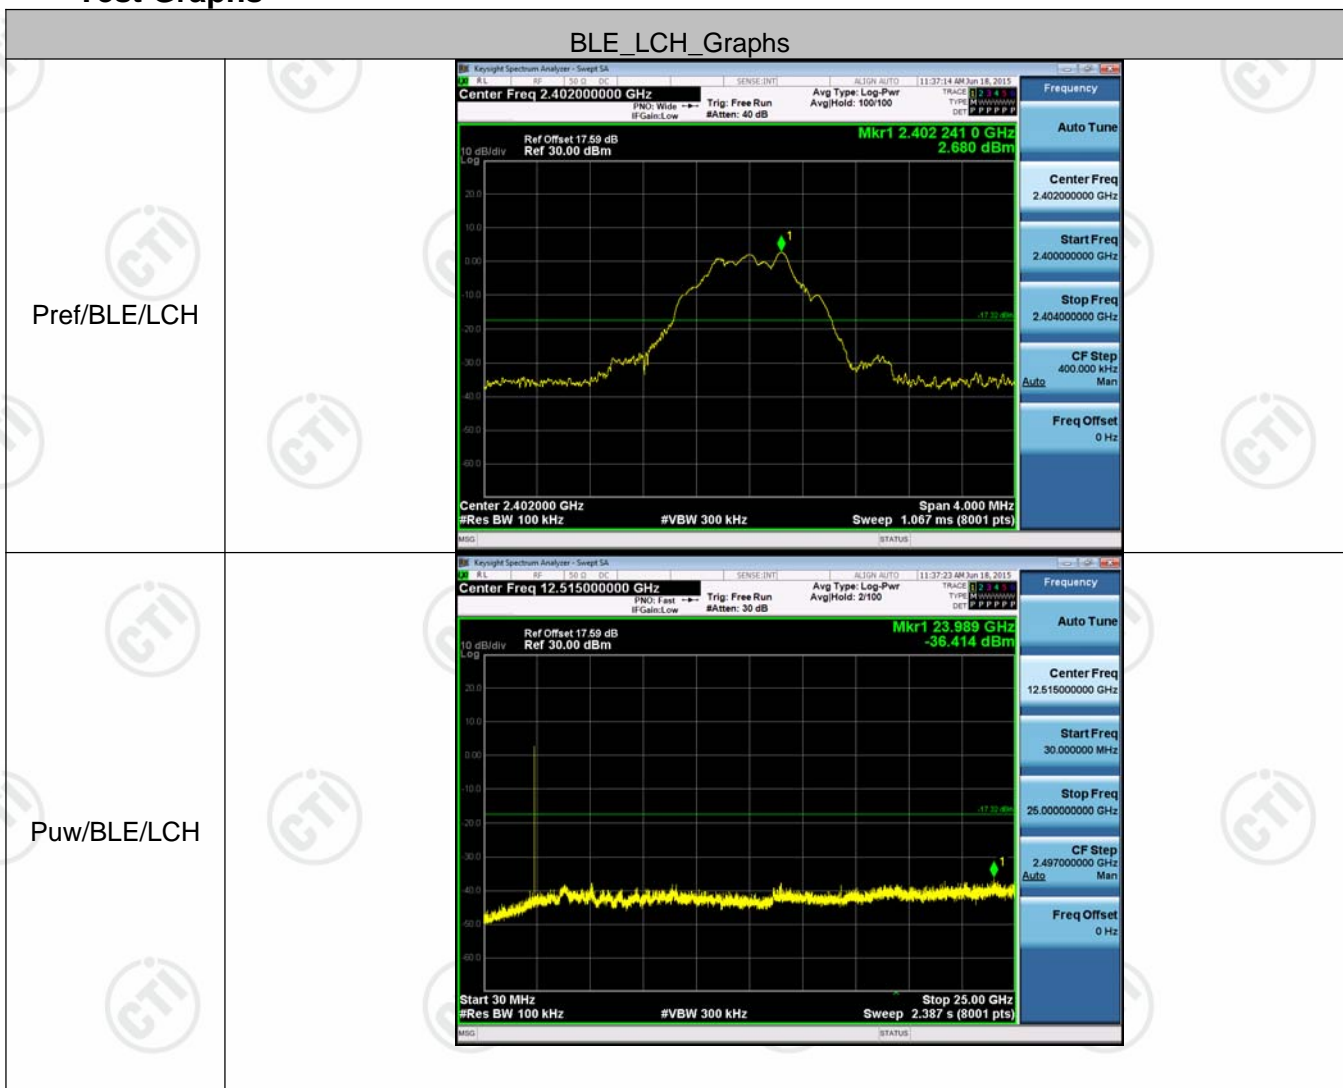 Test Graphs
BLE_LCH_Graphs
Pref/BLE/LCH
Keysight Spectrum Analyzer - Swept SA
RL RF 50 Ω DC SENSE:INT ALIGN AUTO 11:37:14 AM Jun 18, 2015
Center Freq 2.402000000 GHz
PNO: Wide
IFGain:Low
Trig: Free Run
#Atten: 40 dB
Avg Type: Log-Pwr
Avg|Hold: 100/100
TRACE 1 2 3 4 5 6
TYPE M WWWWW
DET P P P P P P
Mkr1 2.402 241 0 GHz
2.680 dBm
Ref Offset 17.59 dB
10 dB/div Ref 30.00 dBm
Log
20.0
10.0
0.00
-10.0
-20.0
-30.0
-40.0
-50.0
-60.0
1
-17.32 dBm
Center 2.402000 GHz Span 4.000 MHz
#Res BW 100 kHz #VBW 300 kHz Sweep 1.067 ms (8001 pts)
MSG STATUS
Frequency
Auto Tune
Center Freq
2.402000000 GHz
Start Freq
2.400000000 GHz
Stop Freq
2.404000000 GHz
CF Step
400.000 kHz
Auto Man
Freq Offset
0 Hz
Puw/BLE/LCH
Keysight Spectrum Analyzer - Swept SA
RL RF 50 Ω DC SENSE:INT ALIGN AUTO 11:37:23 AM Jun 18, 2015
Center Freq 12.515000000 GHz
PNO: Fast
IFGain:Low
Trig: Free Run
#Atten: 30 dB
Avg Type: Log-Pwr
Avg|Hold: 2/100
TRACE 1 2 3 4 5 6
TYPE M WWWWW
DET P P P P P P
Mkr1 23.989 GHz
-36.414 dBm
Ref Offset 17.59 dB
10 dB/div Ref 30.00 dBm
Log
20.0
10.0
0.00
-10.0
-20.0
-30.0
-40.0
-50.0
-60.0
1
-17.32 dBm
Start 30 MHz Stop 25.00 GHz
#Res BW 100 kHz #VBW 300 kHz Sweep 2.387 s (8001 pts)
MSG STATUS
Frequency
Auto Tune
Center Freq
12.515000000 GHz
Start Freq
30.000000 MHz
Stop Freq
25.000000000 GHz
CF Step
2.497000000 GHz
Auto Man
Freq Offset
0 Hz
CTI